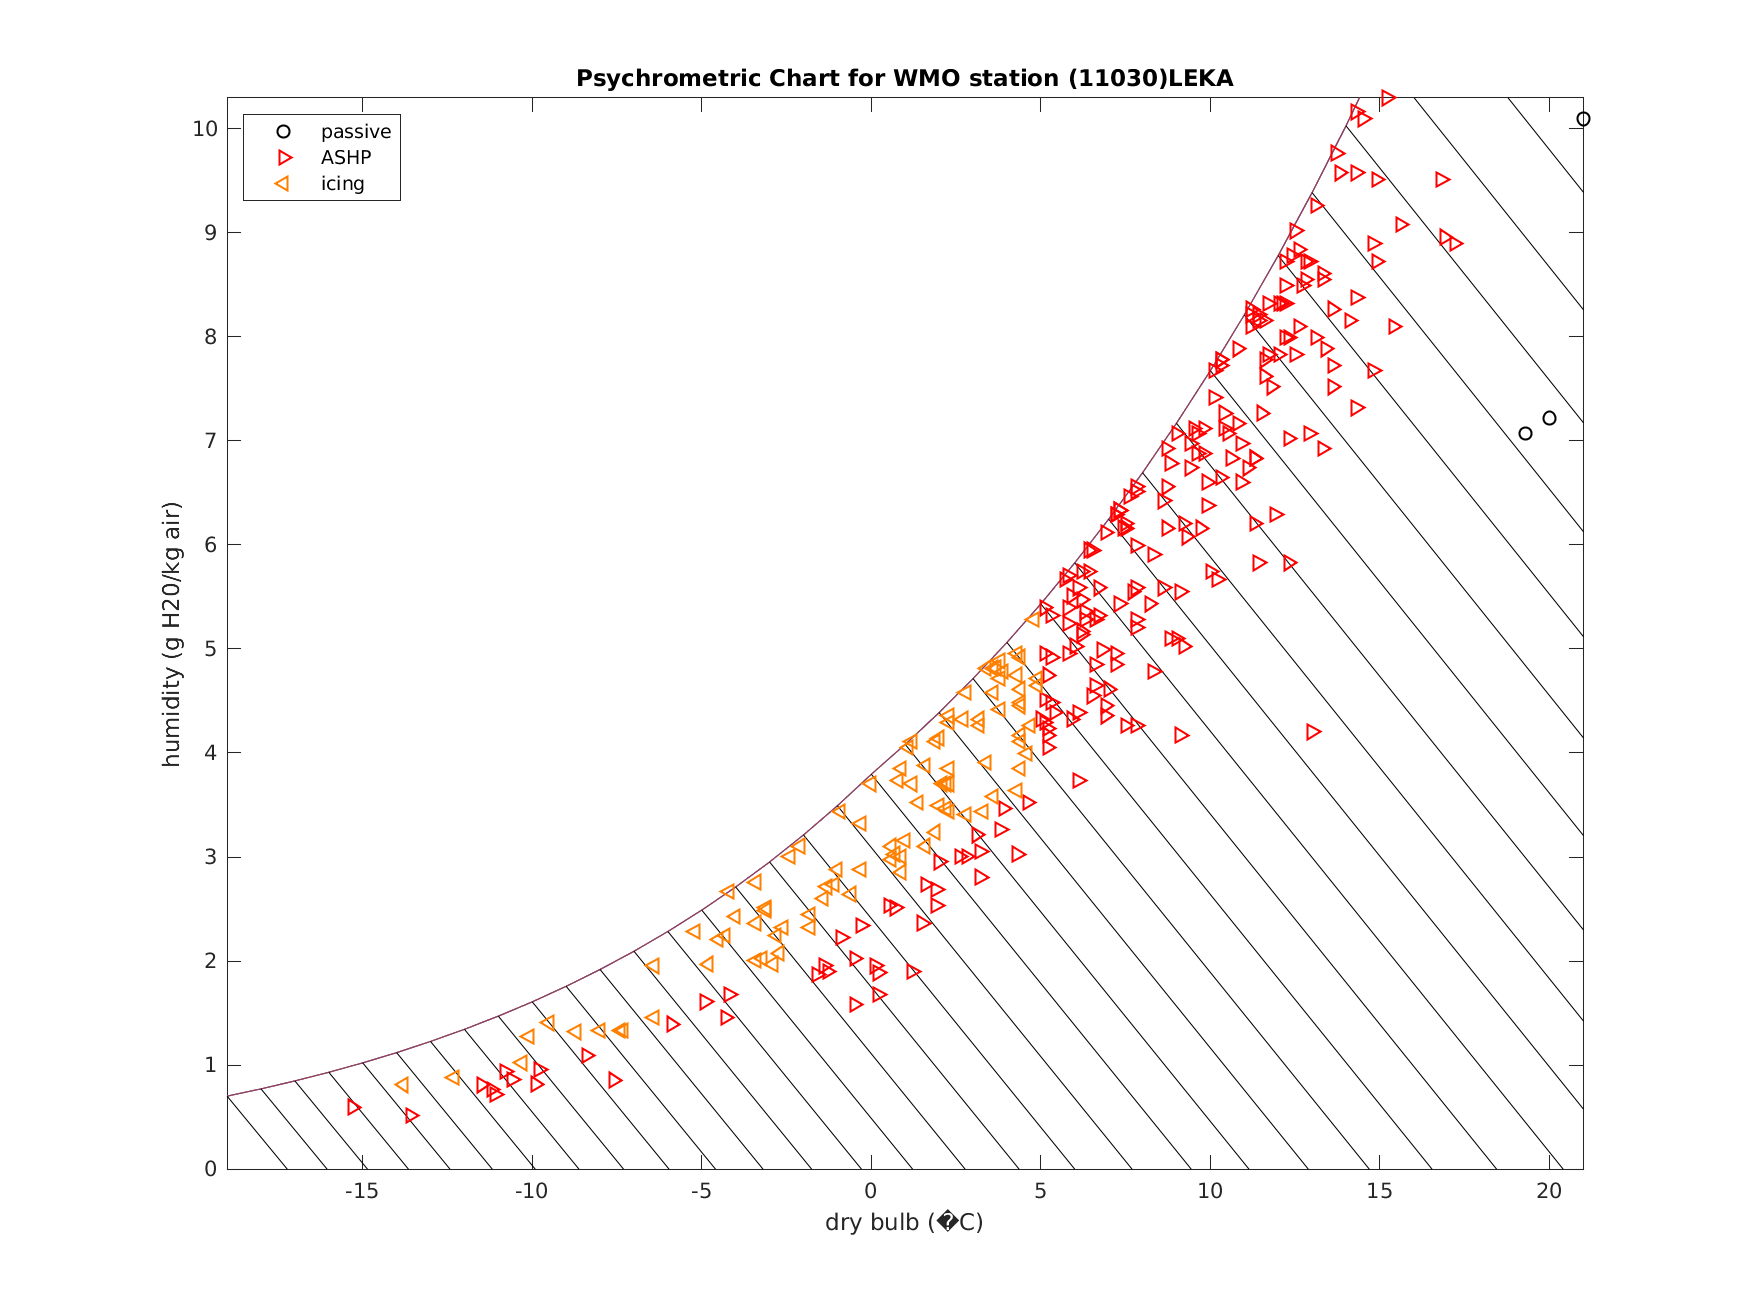 Psychrometric Chart for WMO station (11030)LEKA
passive
ASHP
icing
humidity (g H20/kg air)
10
9
8
7
6
5
4
3
2
1
0
-15 -10 -5 0 5 10 15 20
dry bulb (�C)